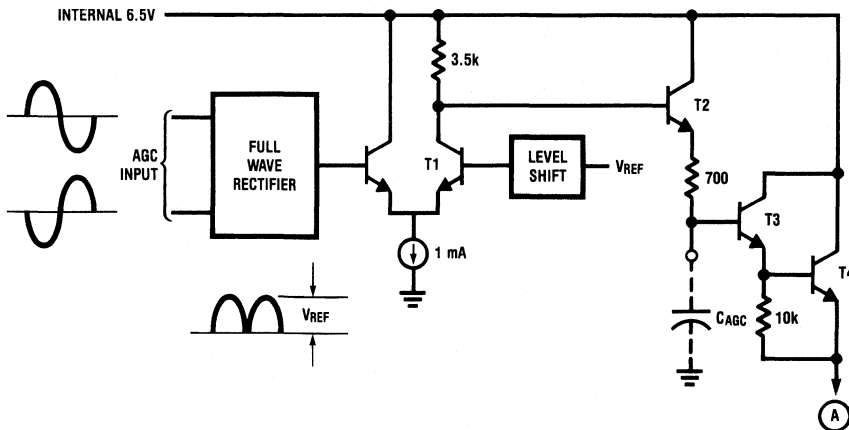 INTERNAL 6.5V
3.5k
T2
AGC
INPUT
FULL
WAVE
RECTIFIER
T1
LEVEL
SHIFT
VREF
700
T3
1 mA
T4
VREF
CAGC
10k
A